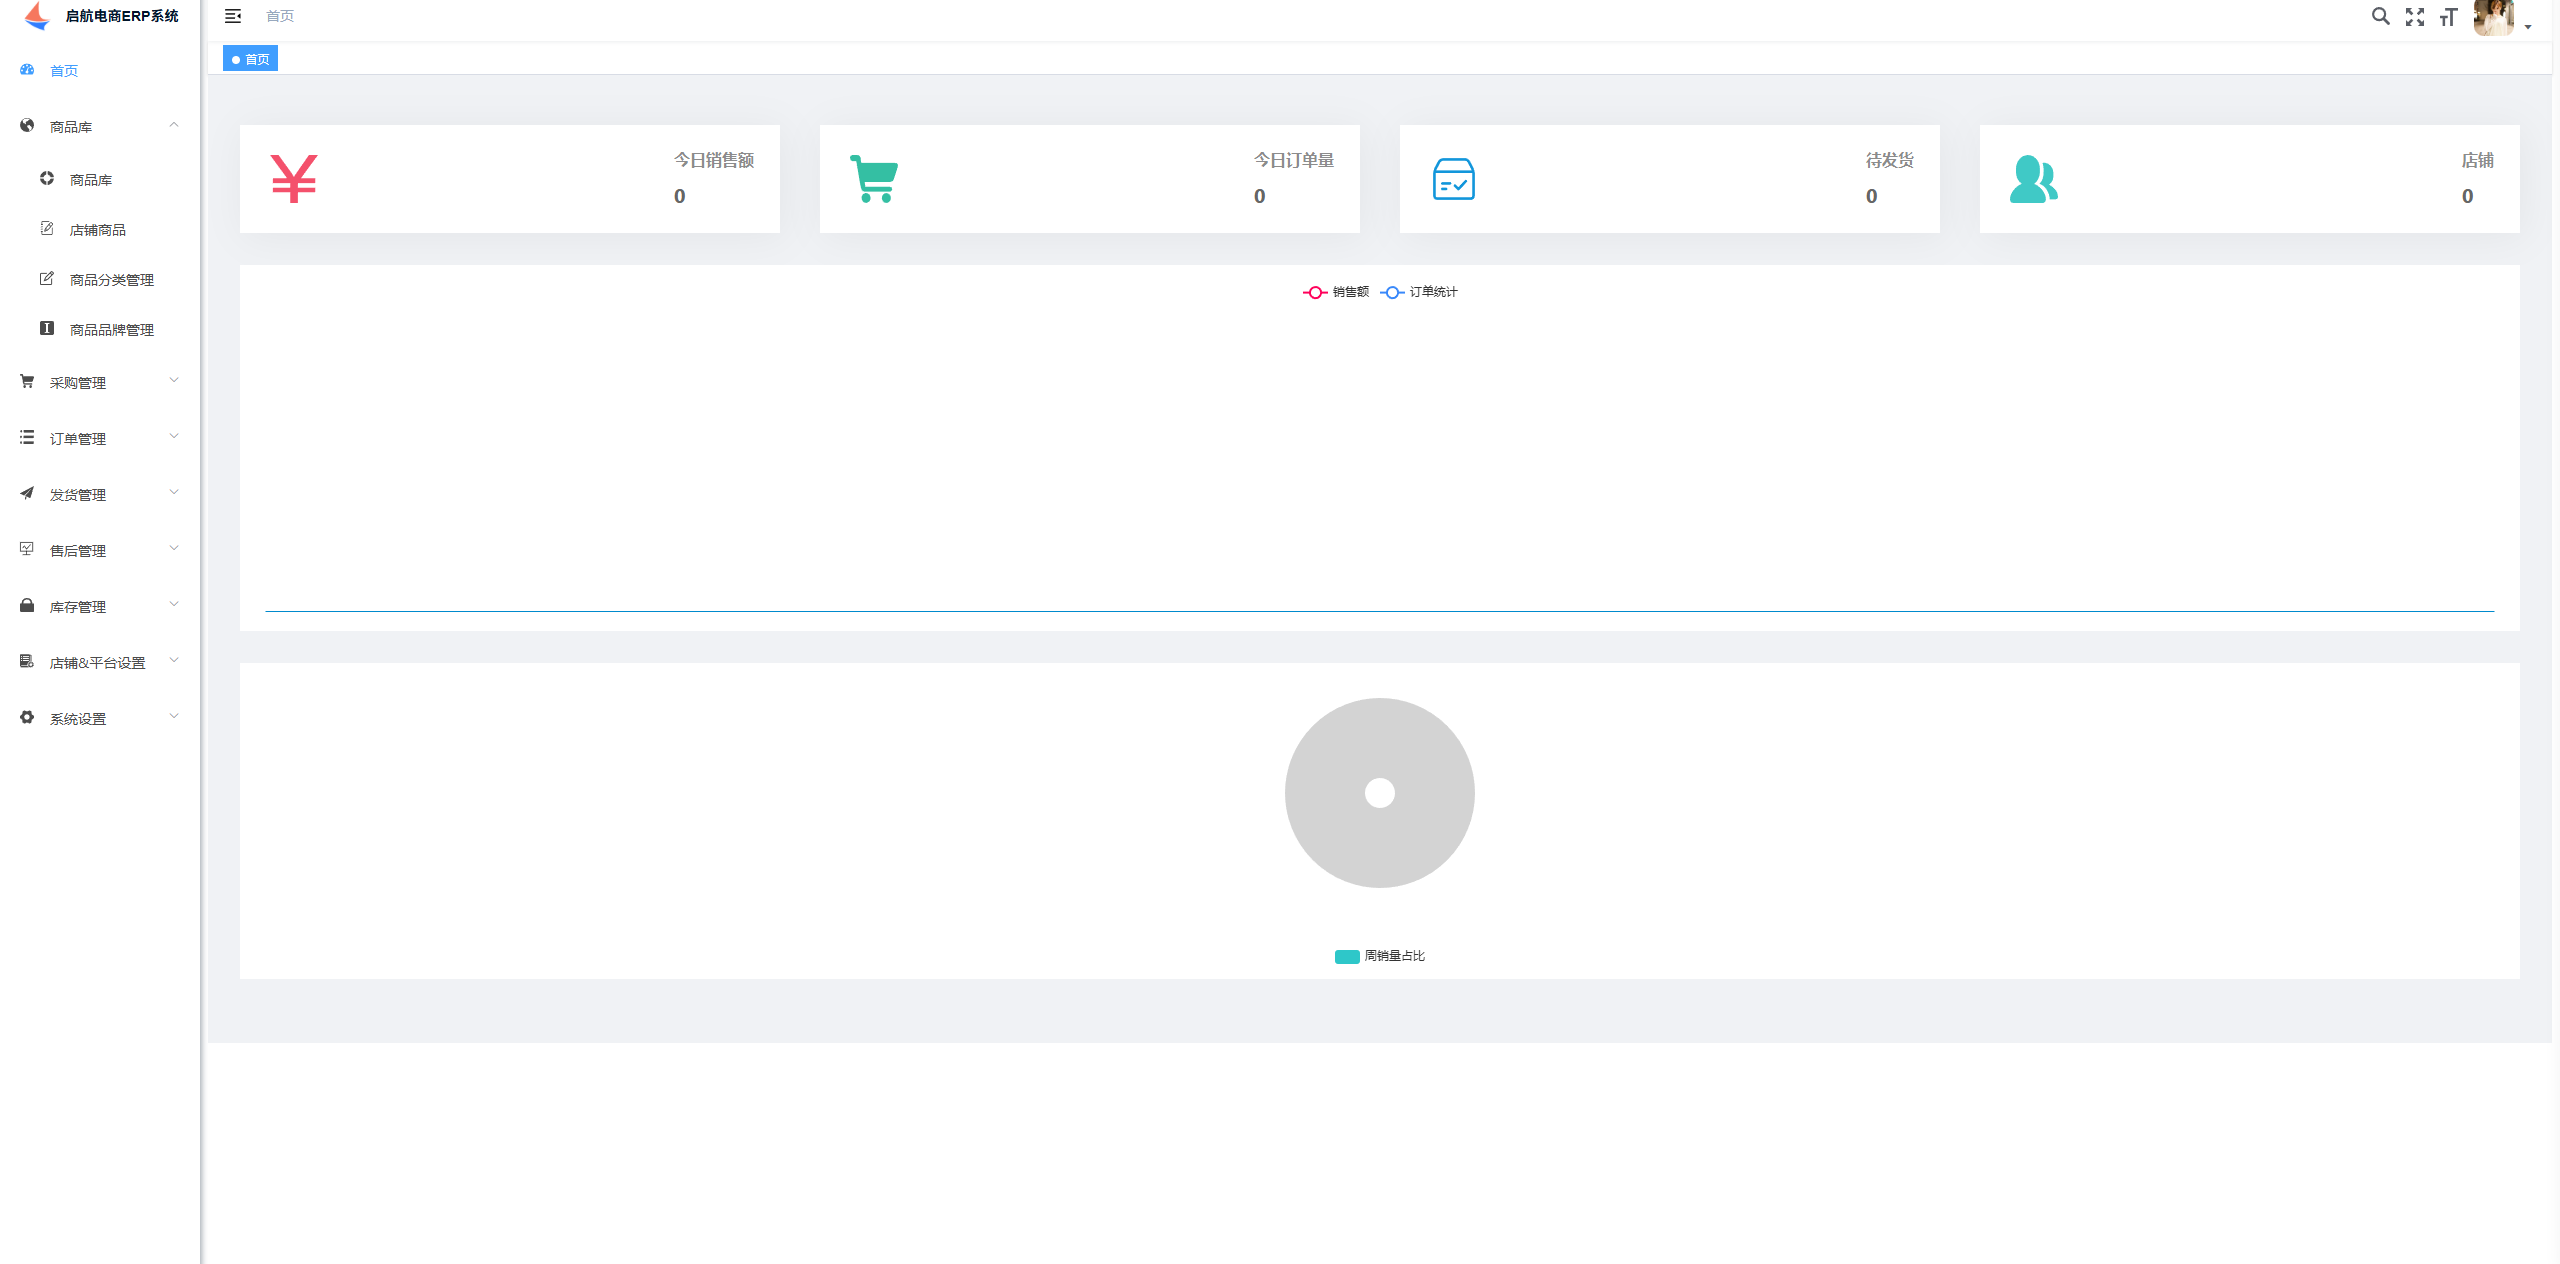 启航电商ERP系统
首页
首页
商品库
商品库
店铺商品
商品分类管理
商品品牌管理
采购管理
订单管理
发货管理
售后管理
库存管理
店铺&平台设置
系统设置
首页
今日销售额
0
今日订单量
0
待发货
0
店铺
0
销售额 订单统计
周销量占比